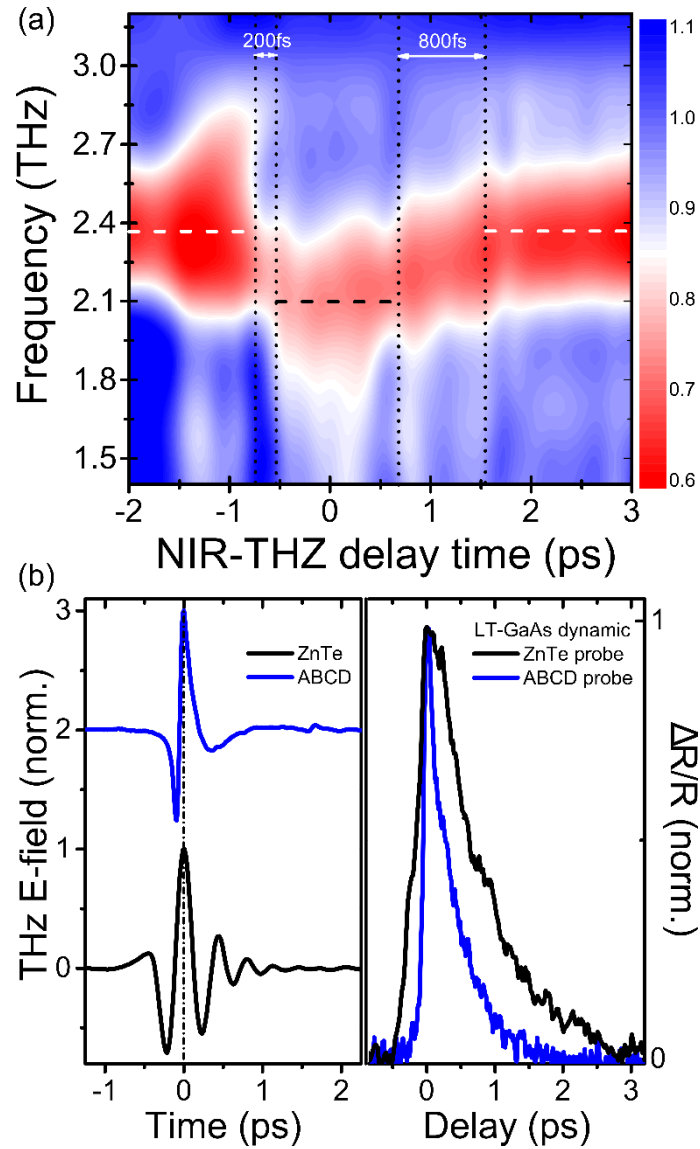 (a)
200fs
800fs
3.0
2.7
2.4
2.1
1.8
1.5
Frequency (THz)
-2
-1
0
1
2
3
NIR-THZ delay time (ps)
1.1
1.0
0.9
0.8
0.7
0.6
(b)
3
2
1
0
THz E-field (norm.)
ZnTe
ABCD
-1
0
1
2
Time (ps)
LT-GaAs dynamic
ZnTe probe
ABCD probe
0
1
2
3
Delay (ps)
1
0
ΔR/R (norm.)